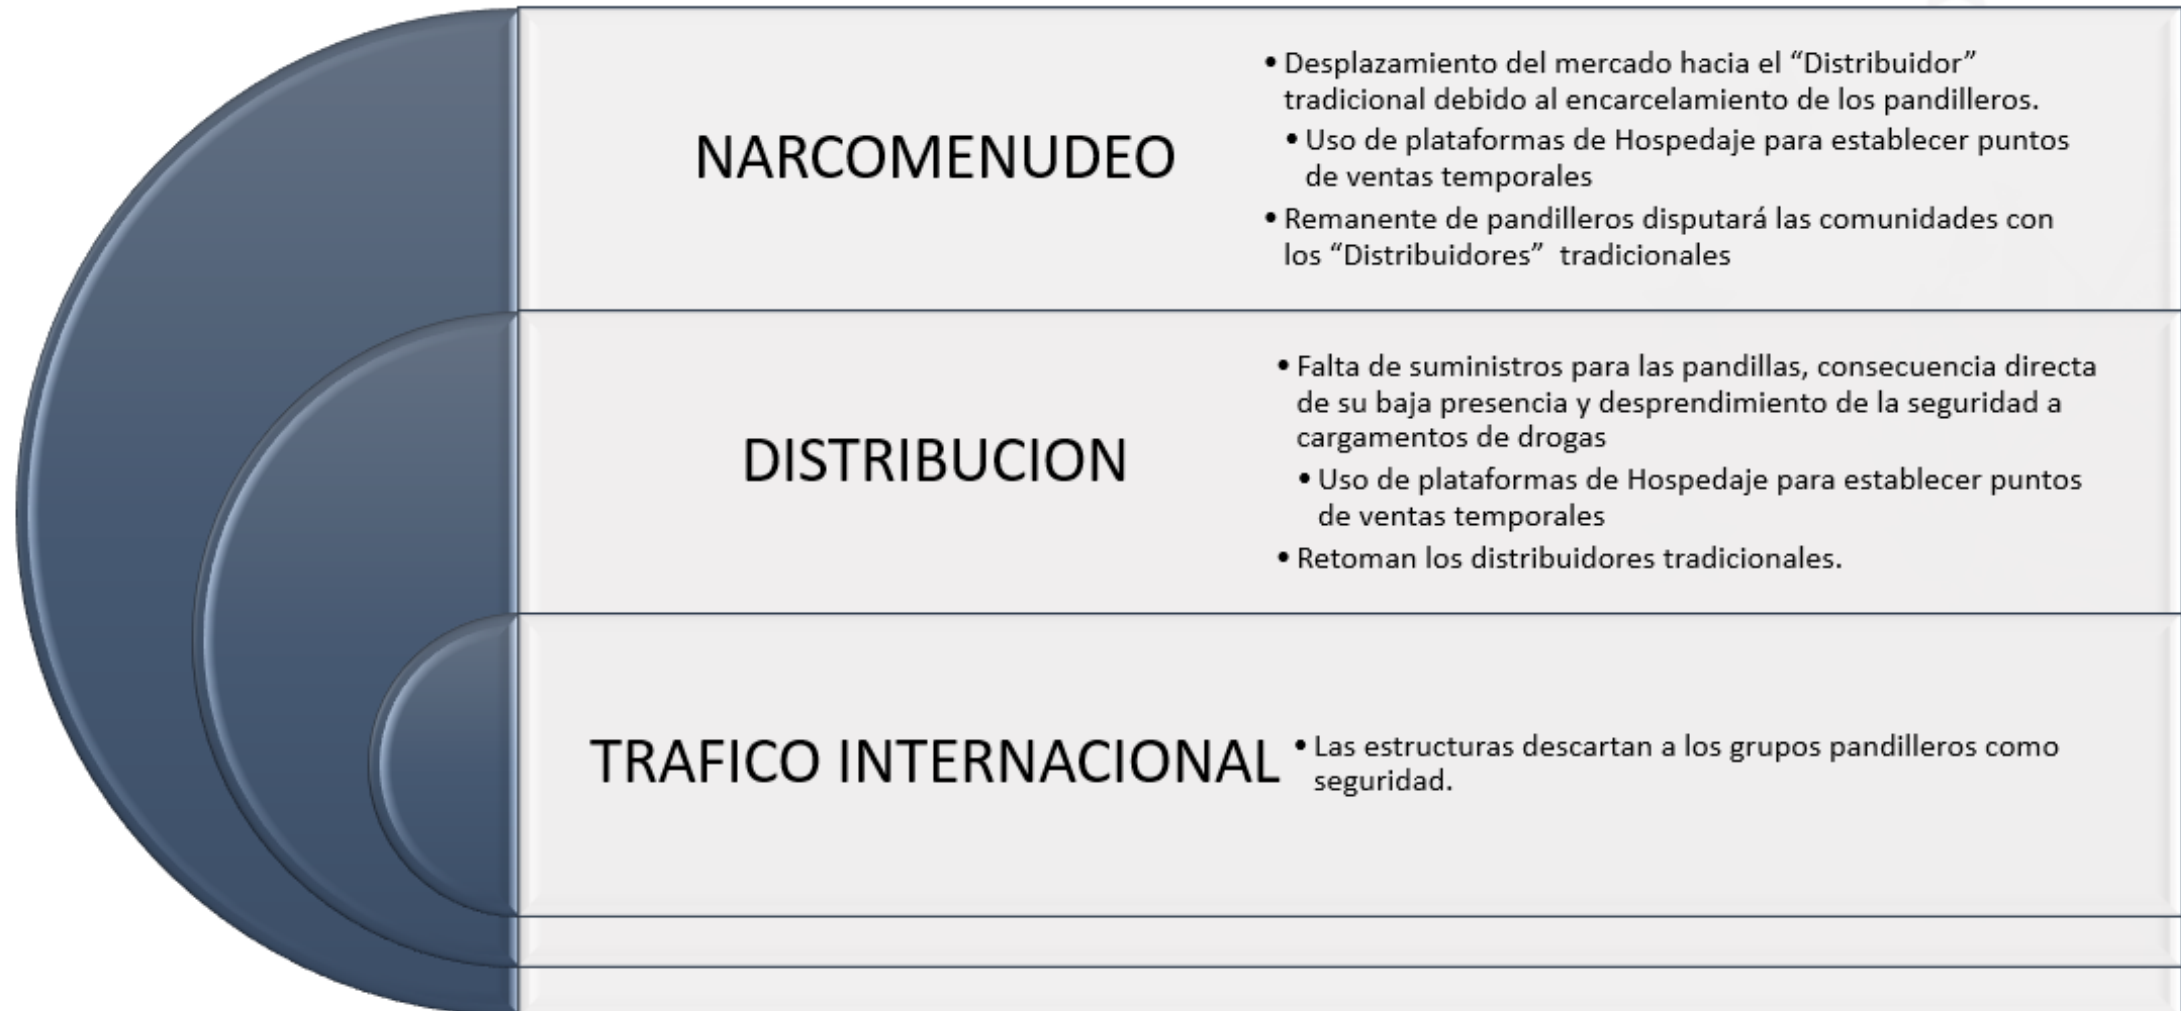 NARCOMENUDEO
• Desplazamiento del mercado hacia el “Distribuidor”
tradicional debido al encarcelamiento de los pandilleros.
• Uso de plataformas de Hospedaje para establecer puntos
de ventas temporales
• Remanente de pandilleros disputará las comunidades con
los “Distribuidores” tradicionales
DISTRIBUCION
• Falta de suministros para las pandillas, consecuencia directa
de su baja presencia y desprendimiento de la seguridad a
cargamentos de drogas
• Uso de plataformas de Hospedaje para establecer puntos
de ventas temporales
• Retoman los distribuidores tradicionales.
TRAFICO INTERNACIONAL
• Las estructuras descartan a los grupos pandilleros como
seguridad.